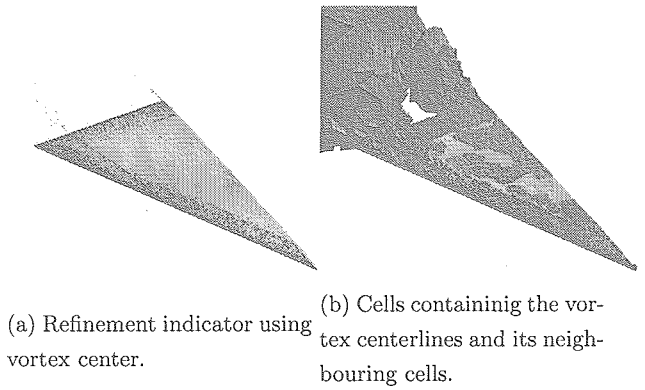 (a) Refinement indicator using
vortex center.
(b) Cells containinig the vor-
tex centerlines and its neigh-
bouring cells.